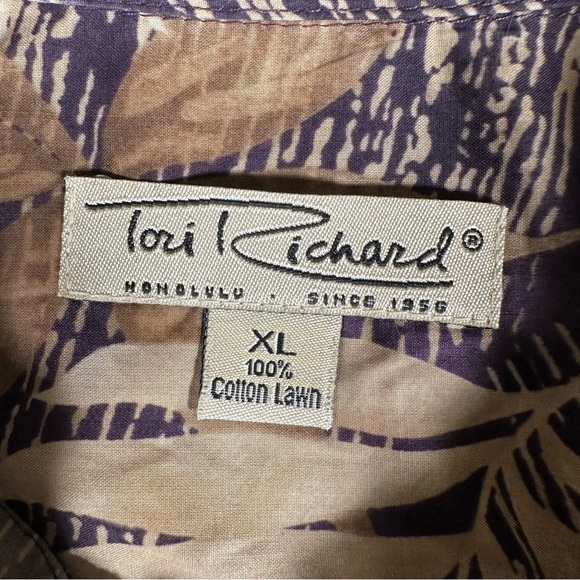 Tori Richard®
HONOLULU · SINCE 1956
XL
100%
Cotton Lawn